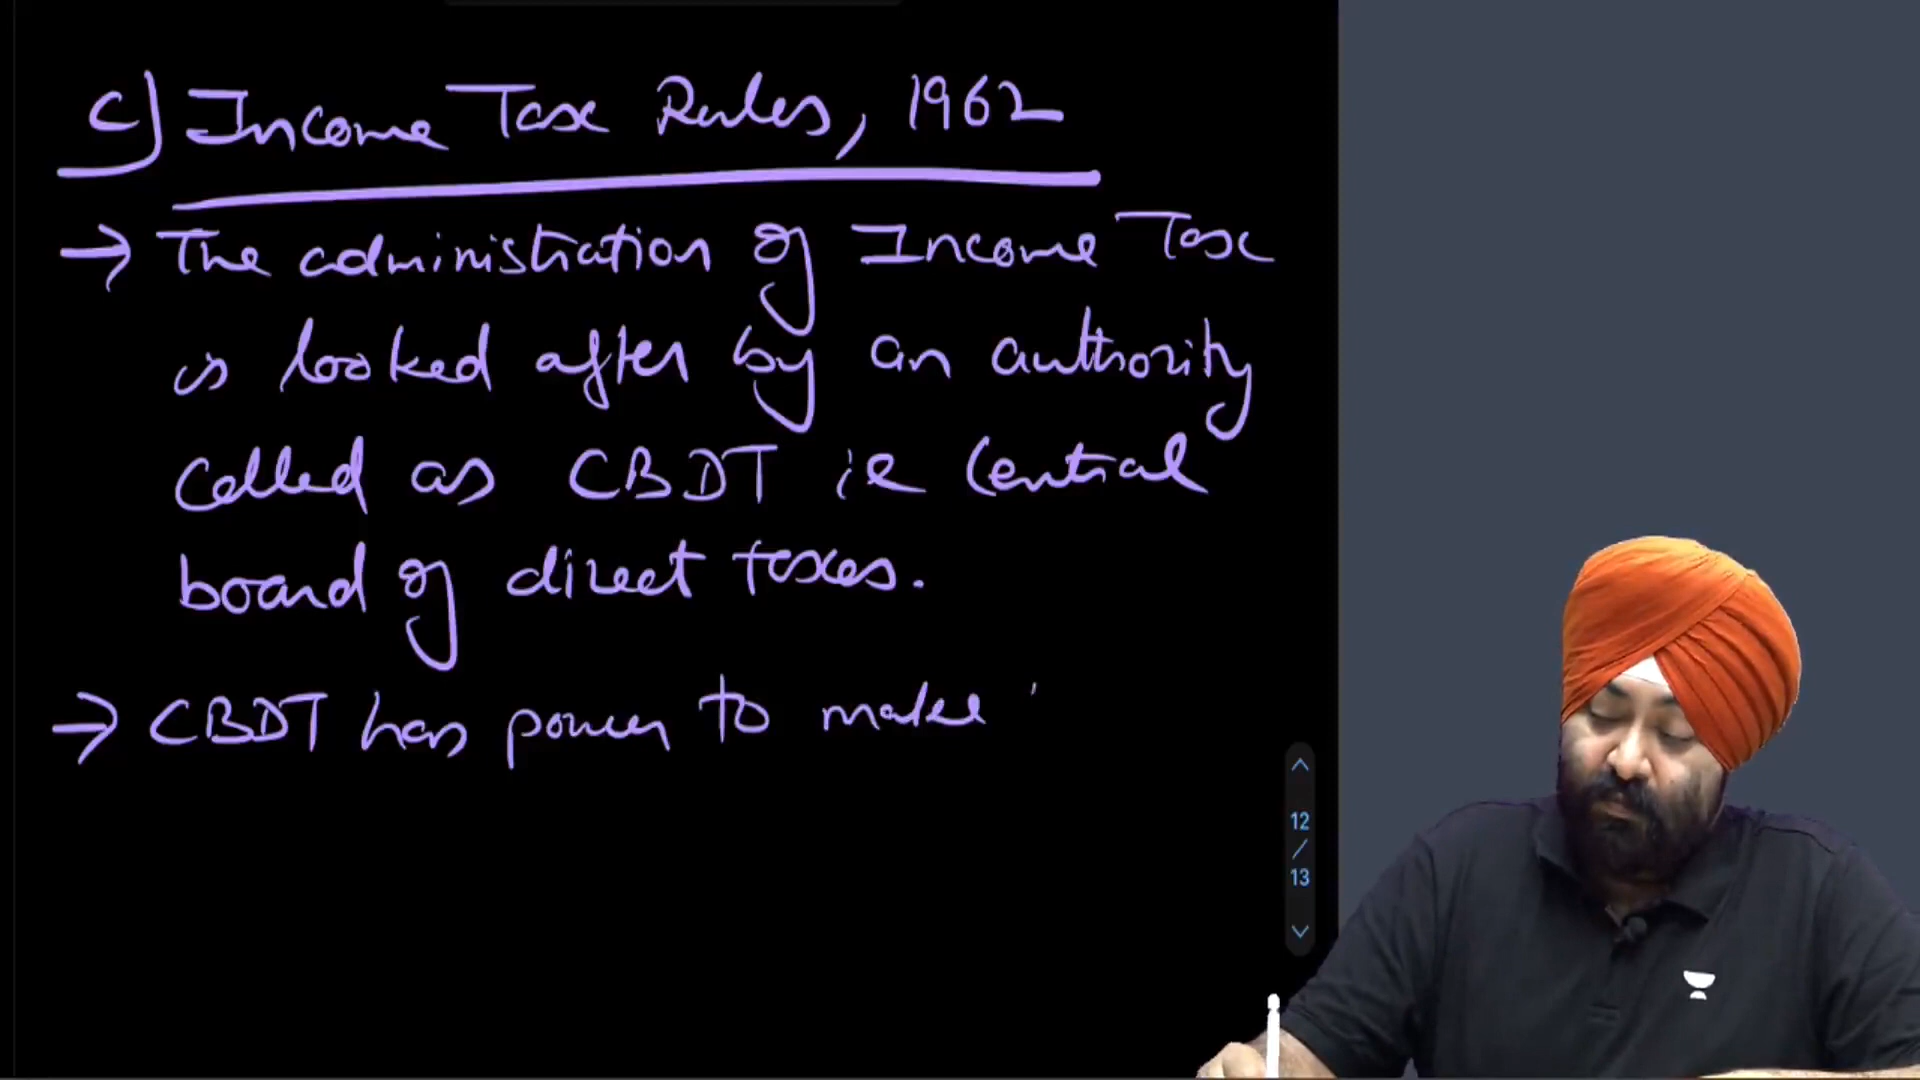 C) Income Tax Rules, 1962
→ The administration of Income Tax
is looked after by an authority
called as CBDT ie Central
board of direct taxes.
→ CBDT has power to make
12
/
13